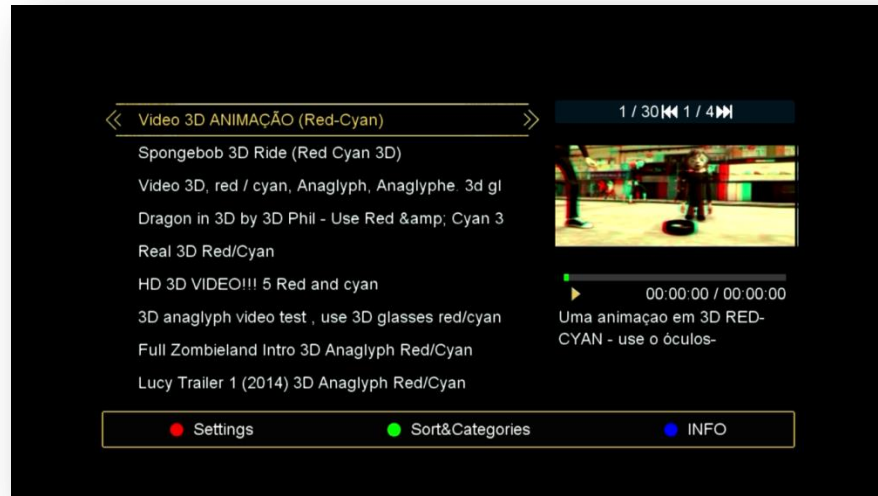 Video 3D ANIMAÇÃO (Red-Cyan)
Spongebob 3D Ride (Red Cyan 3D)
Video 3D, red / cyan, Anaglyph, Anaglyphe. 3d gl
Dragon in 3D by 3D Phil - Use Red &amp; Cyan 3
Real 3D Red/Cyan
HD 3D VIDEO!!! 5 Red and cyan
3D anaglyph video test , use 3D glasses red/cyan
Full Zombieland Intro 3D Anaglyph Red/Cyan
Lucy Trailer 1 (2014) 3D Anaglyph Red/Cyan
1 / 30 1 / 4
00:00:00 / 00:00:00
Uma animaçao em 3D RED-
CYAN - use o óculos-
Settings
Sort&Categories
INFO